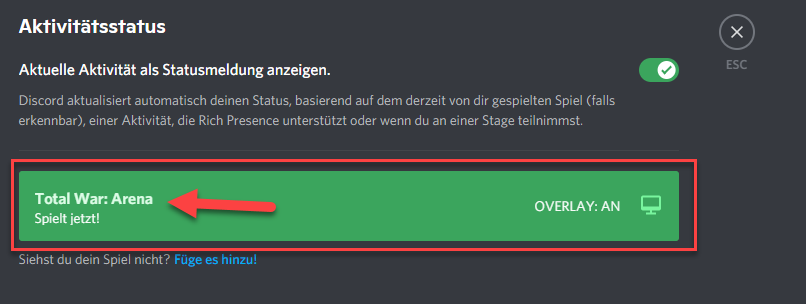 Aktivitätsstatus
ESC
Aktuelle Aktivität als Statusmeldung anzeigen.
Discord aktualisiert automatisch deinen Status, basierend auf dem derzeit von dir gespielten Spiel (falls
erkennbar), einer Aktivität, die Rich Presence unterstützt oder wenn du an einer Stage teilnimmst.
Total War: Arena
Spielt jetzt!
OVERLAY: AN
Siehst du dein Spiel nicht? Füge es hinzu!